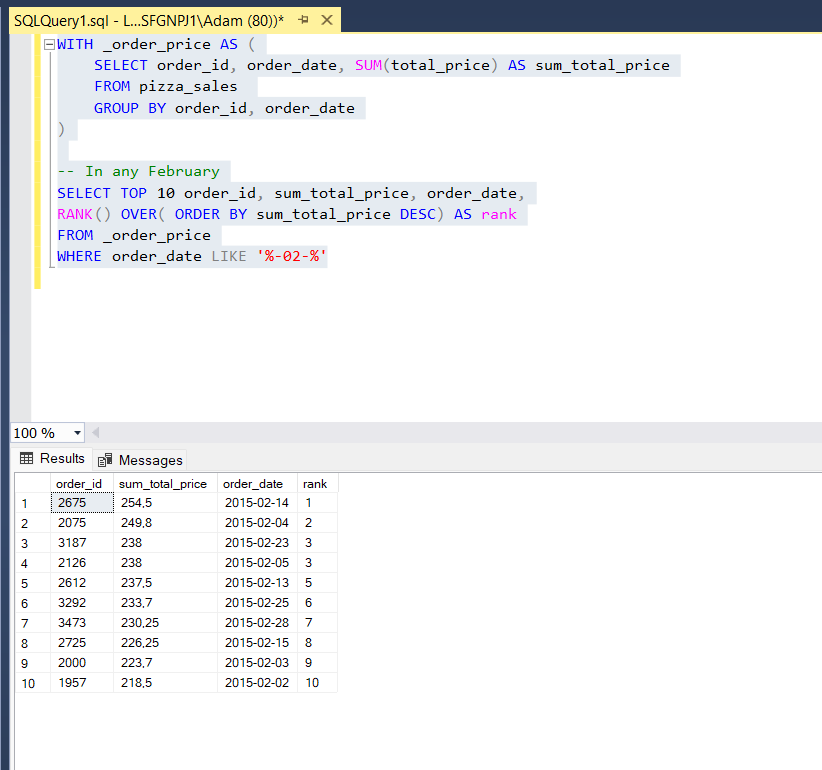 SQLQuery1.sql - L...SFGNPJ1\Adam (80))*
WITH _order_price AS (
SELECT order_id, order_date, SUM(total_price) AS sum_total_price
FROM pizza_sales
GROUP BY order_id, order_date
)
-- In any February
SELECT TOP 10 order_id, sum_total_price, order_date,
RANK() OVER( ORDER BY sum_total_price DESC) AS rank
FROM _order_price
WHERE order_date LIKE '%-02-%'
100 %
Results Messages
order_id sum_total_price order_date rank
1 2675 254,5 2015-02-14 1
2 2075 249,8 2015-02-04 2
3 3187 238 2015-02-23 3
4 2126 238 2015-02-05 3
5 2612 237,5 2015-02-13 5
6 3292 233,7 2015-02-25 6
7 3473 230,25 2015-02-28 7
8 2725 226,25 2015-02-15 8
9 2000 223,7 2015-02-03 9
10 1957 218,5 2015-02-02 10